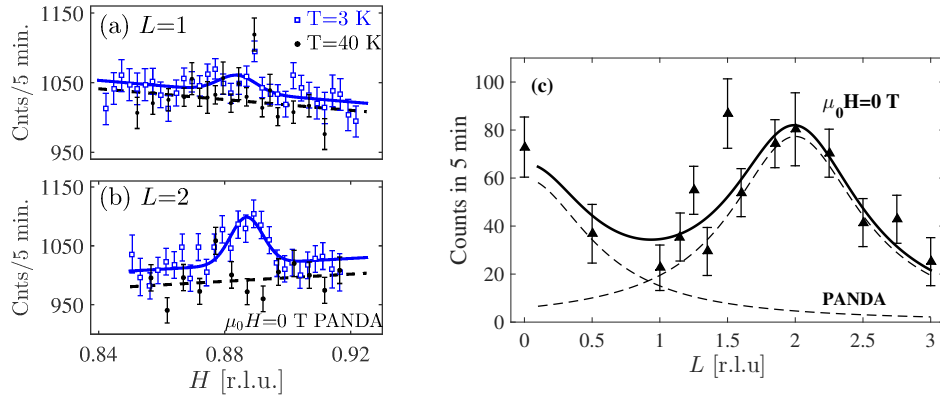 (a) L=1
T=3 K
T=40 K
1050
1050
950
Cnts/5 min.
(b) L=2
1150
1050
950
Cnts/5 min.
μ₀H=0 T PANDA
0.84
0.88
0.92
H [r.l.u.]
(c)
μ₀H=0 T
100
80
60
40
20
0
Counts in 5 min
PANDA
0
0.5
1
1.5
2
2.5
3
L [r.l.u]